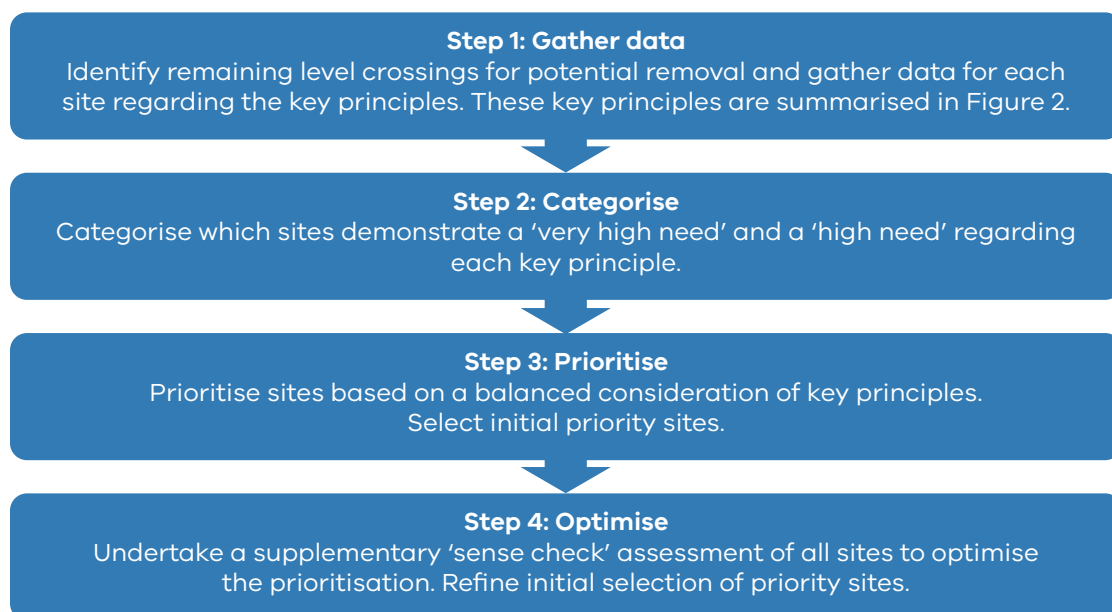 Step 1: Gather data
Identify remaining level crossings for potential removal and gather data for each
site regarding the key principles. These key principles are summarised in Figure 2.
Step 2: Categorise
Categorise which sites demonstrate a ‘very high need’ and a ‘high need’ regarding
each key principle.
Step 3: Prioritise
Prioritise sites based on a balanced consideration of key principles.
Select initial priority sites.
Step 4: Optimise
Undertake a supplementary ‘sense check’ assessment of all sites to optimise
the prioritisation. Refine initial selection of priority sites.